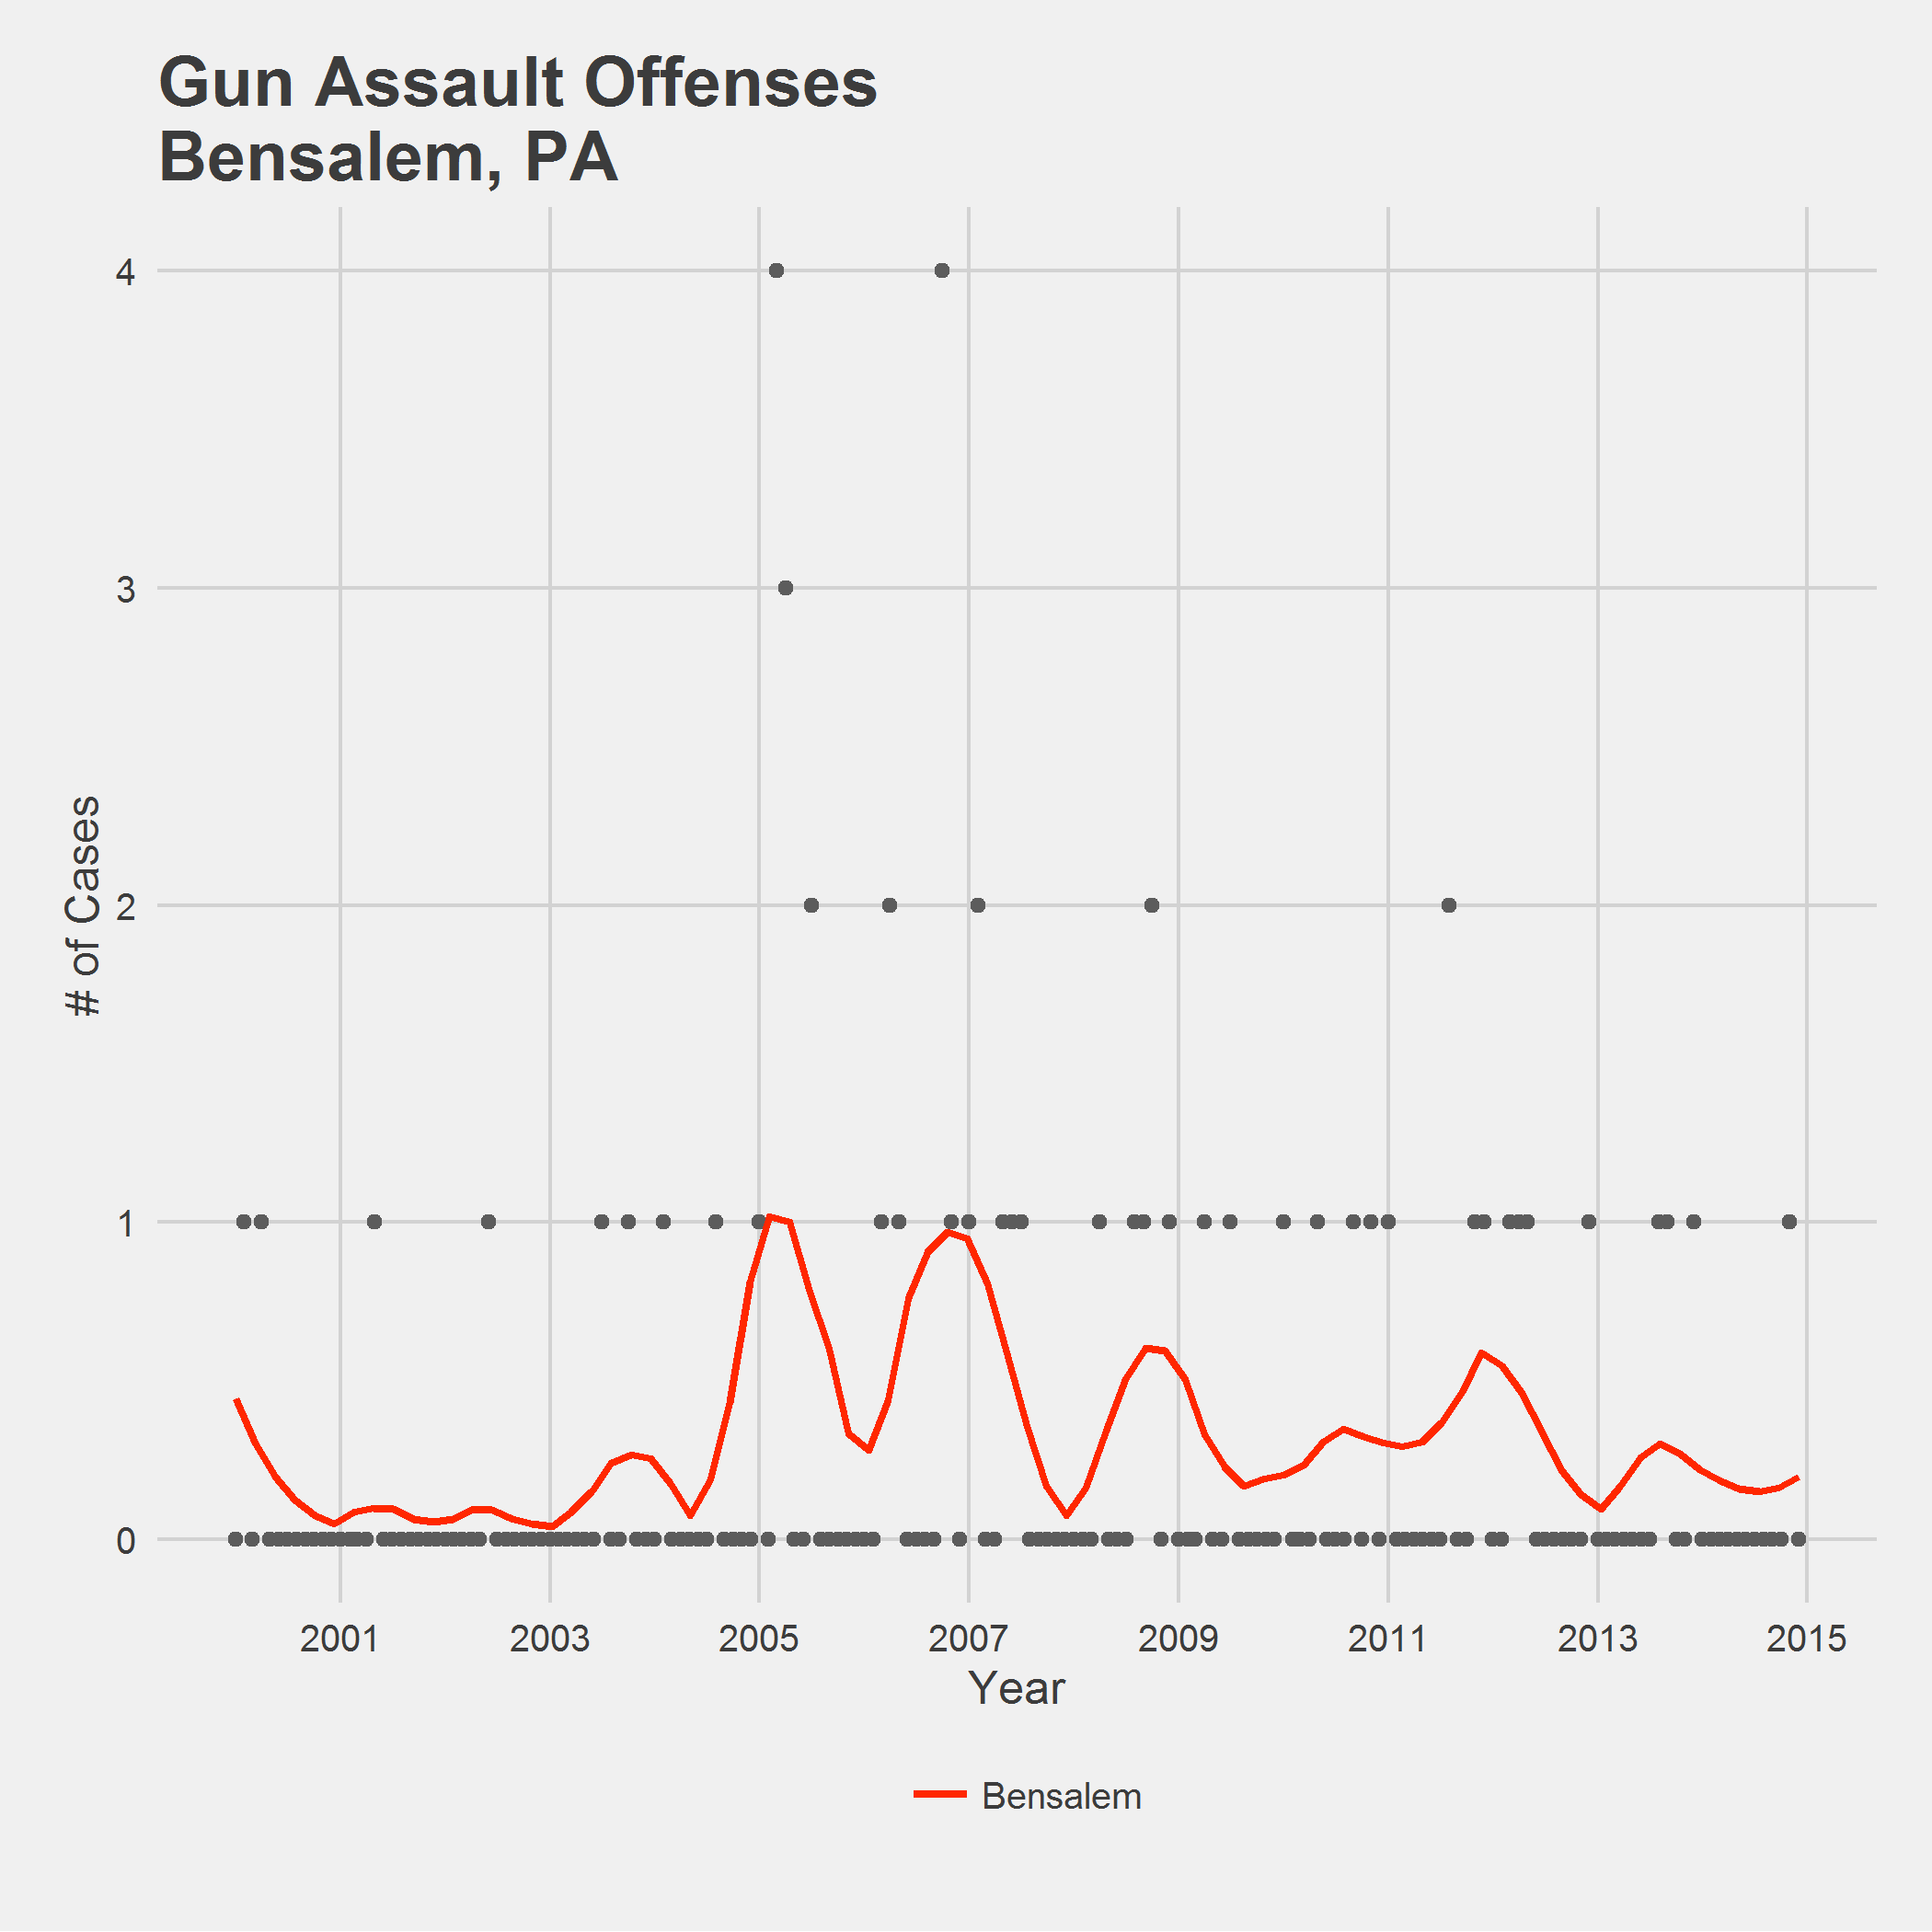 Gun Assault Offenses
Bensalem, PA
4
3
2
1
0
# of Cases
2001 2003 2005 2007 2009 2011 2013 2015
Year
Bensalem